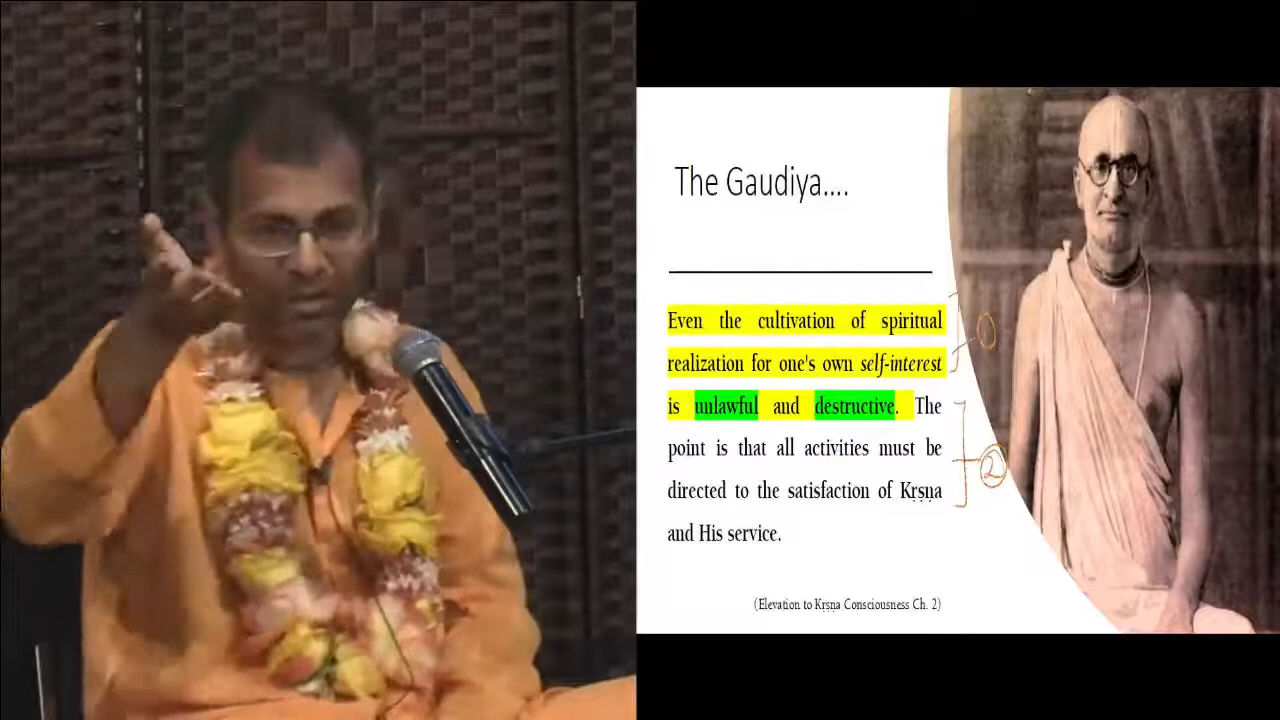 The Gaudiya....
Even the cultivation of spiritual
realization for one's own self-interest
is unlawful and destructive. The
point is that all activities must be
directed to the satisfaction of Kṛṣṇa
and His service.
(Elevation to Kṛṣṇa Consciousness Ch. 2)
2